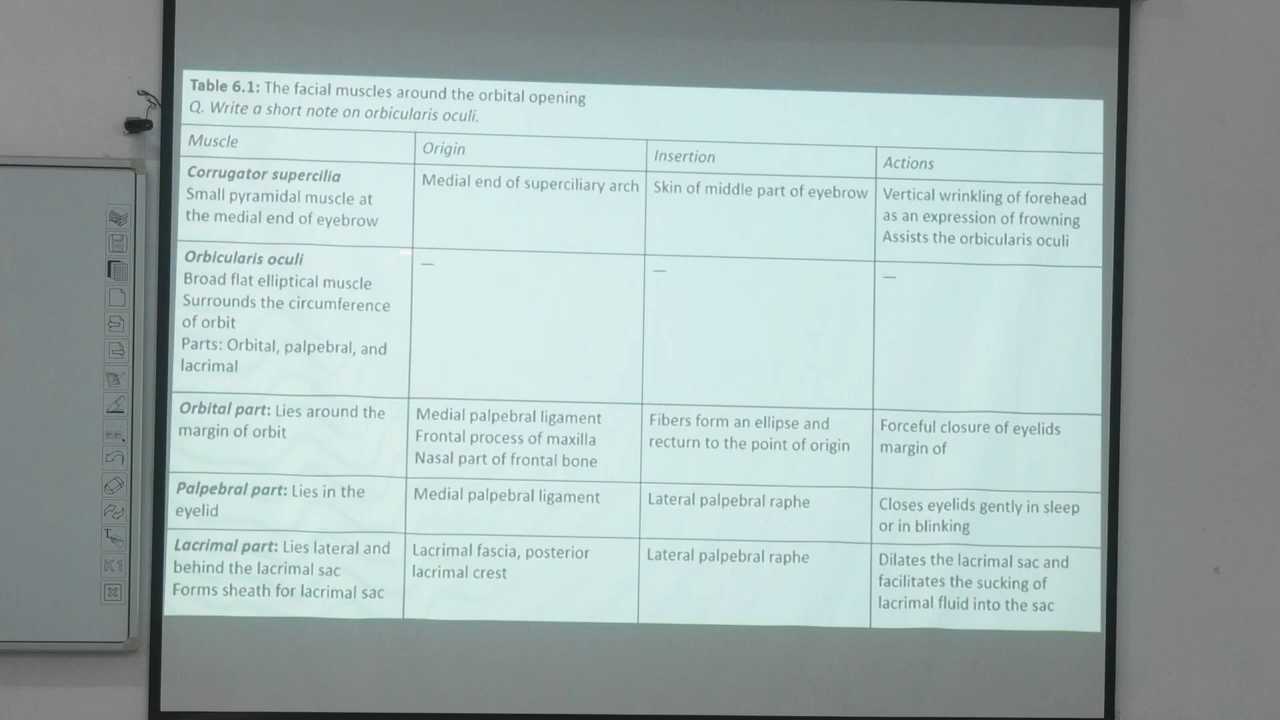 Table 6.1: The facial muscles around the orbital opening
Q. Write a short note on orbicularis oculi.
Muscle
Origin
Insertion
Actions
Corrugator supercilia
Small pyramidal muscle at
the medial end of eyebrow
Medial end of superciliary arch
Skin of middle part of eyebrow
Vertical wrinkling of forehead
as an expression of frowning
Assists the orbicularis oculi
Orbicularis oculi
Broad flat elliptical muscle
Surrounds the circumference
of orbit
Parts: Orbital, palpebral, and
lacrimal
—
—
—
Orbital part: Lies around the
margin of orbit
Medial palpebral ligament
Frontal process of maxilla
Nasal part of frontal bone
Fibers form an ellipse and
recturn to the point of origin
Forceful closure of eyelids
margin of
Palpebral part: Lies in the
eyelid
Medial palpebral ligament
Lateral palpebral raphe
Closes eyelids gently in sleep
or in blinking
Lacrimal part: Lies lateral and
behind the lacrimal sac
Forms sheath for lacrimal sac
Lacrimal fascia, posterior
lacrimal crest
Lateral palpebral raphe
Dilates the lacrimal sac and
facilitates the sucking of
lacrimal fluid into the sac
K1